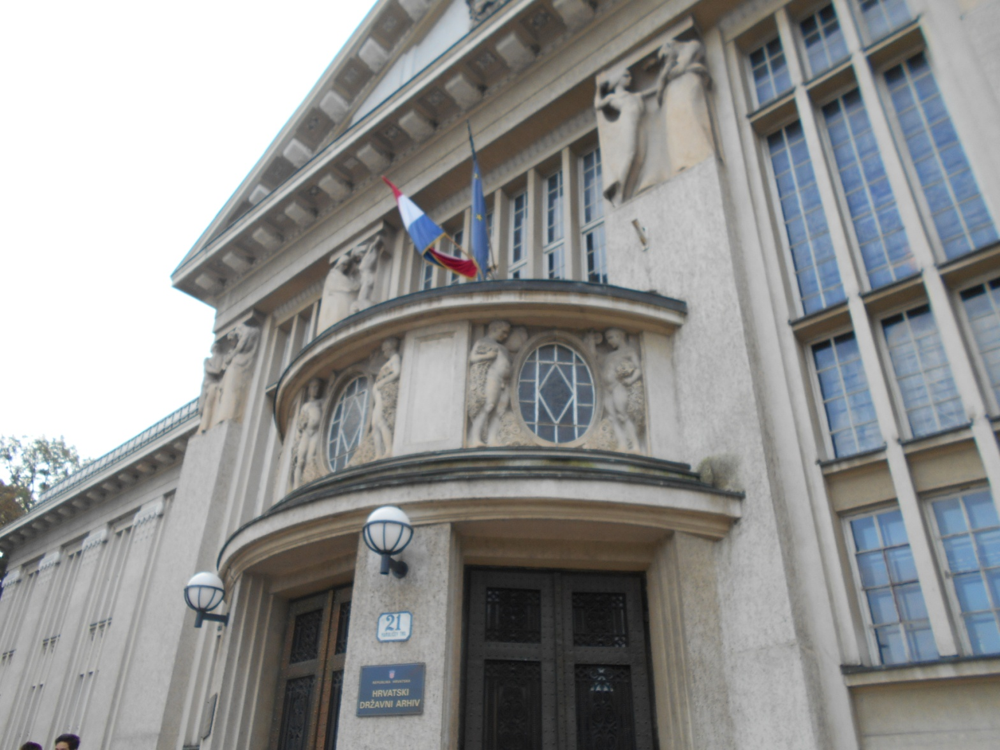 21
REPUBLIKA HRVATSKA
HRVATSKI
DRŽAVNI ARHIV